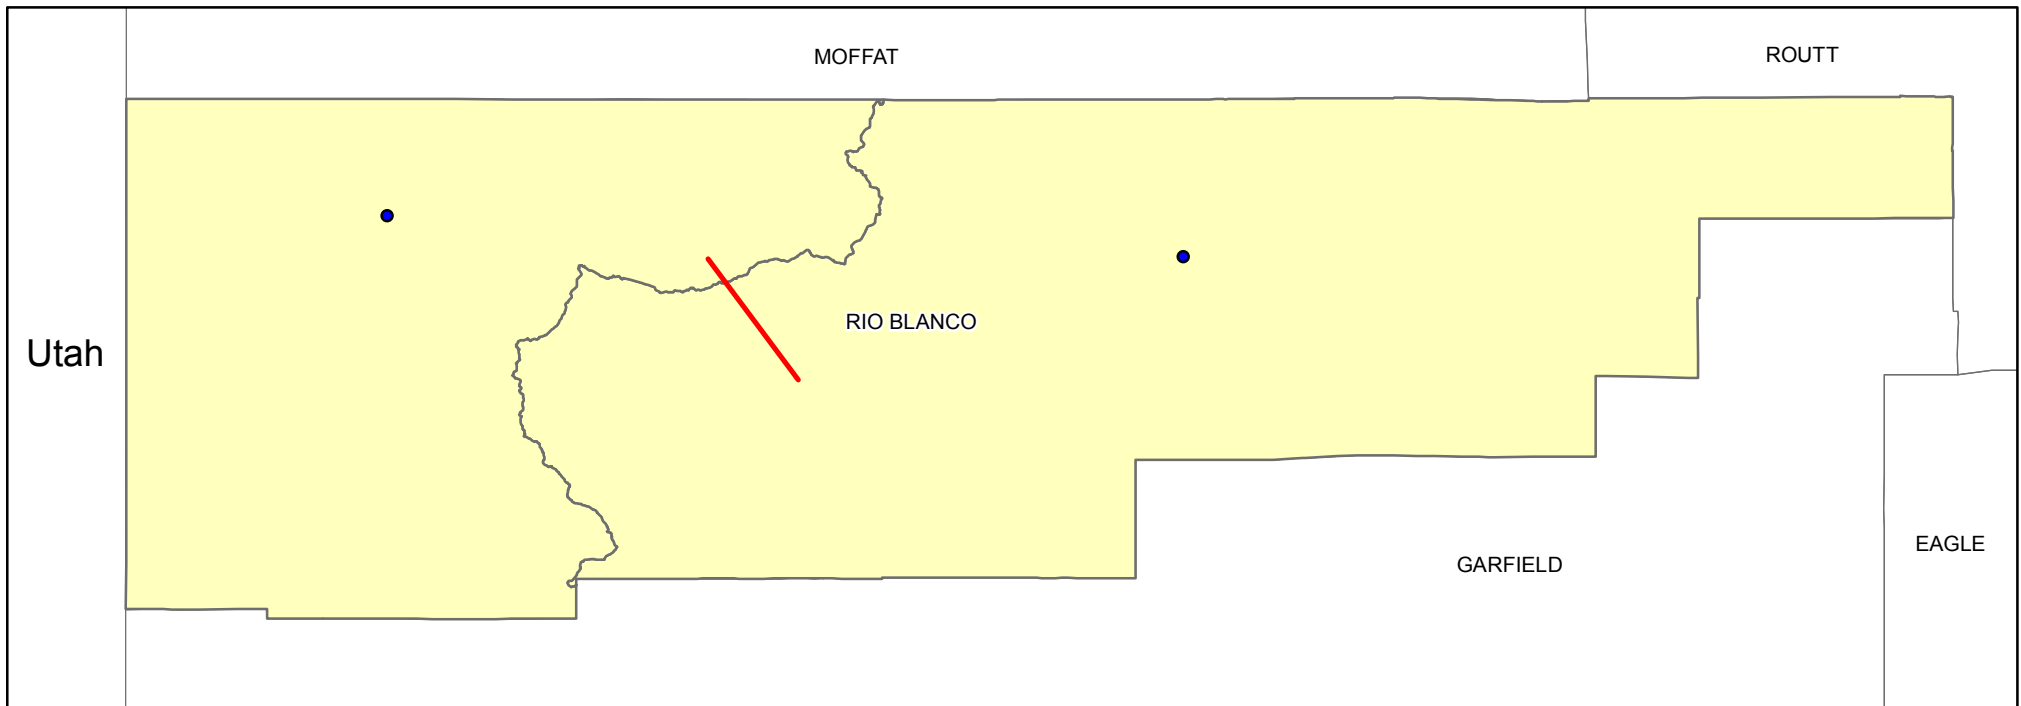 MOFFAT
ROUTT
RIO BLANCO
Utah
EAGLE
GARFIELD